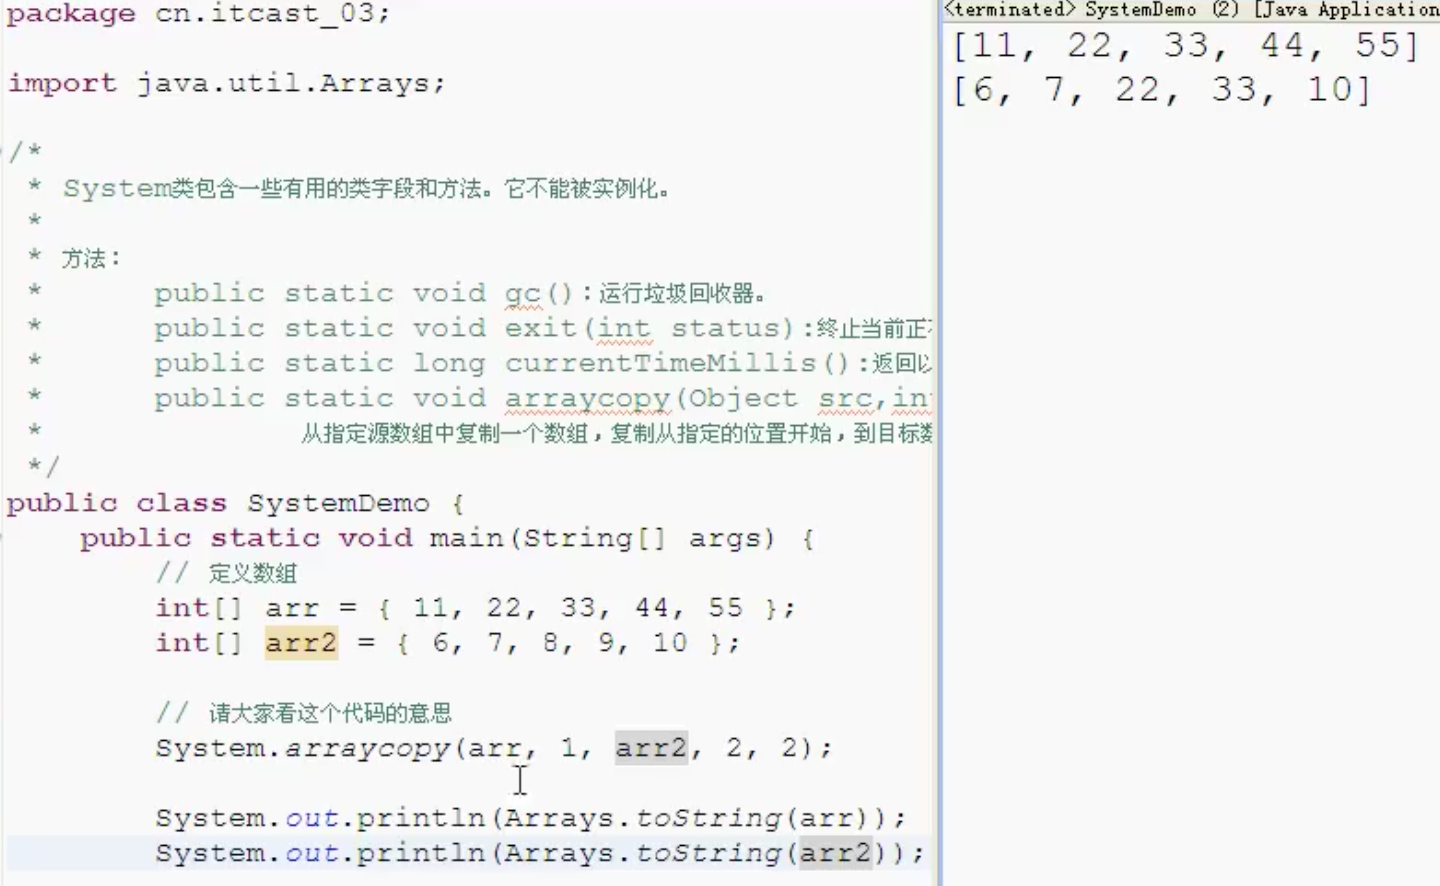 package cn.itcast_03;
import java.util.Arrays;
/*
* System类包含一些有用的类字段和方法。它不能被实例化。
*
* 方法：
* public static void gc()：运行垃圾回收器。
* public static void exit(int status):终止当前正
* public static long currentTimeMillis():返回以
* public static void arraycopy(Object src,in
* 从指定源数组中复制一个数组，复制从指定的位置开始，到目标数
*/
public class SystemDemo {
public static void main(String[] args) {
// 定义数组
int[] arr = { 11, 22, 33, 44, 55 };
int[] arr2 = { 6, 7, 8, 9, 10 };
// 请大家看这个代码的意思
System.arraycopy(arr, 1, arr2, 2, 2);
System.out.println(Arrays.toString(arr));
System.out.println(Arrays.toString(arr2));
<terminated> SystemDemo (2) [Java Application
[11, 22, 33, 44, 55]
[6, 7, 22, 33, 10]